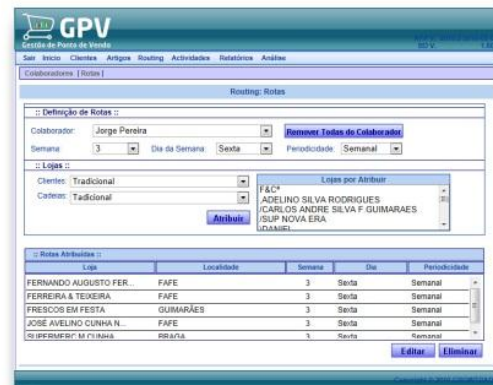 GPV
Gestão de Ponto de Venda
Sair Inicio Clientes Artigos Routing Actividades Relatórios Análise
Colaboradores | Rotas |
Routing: Rotas
:: Definição de Rotas ::
Colaborador: Jorge Pereira Remover Todas do Colaborador
Semana: 3 Dia da Semana: Sexta Periodicidade: Semanal
:: Lojas ::
Clientes: Tradicional
Cadeias: Tadicional
Atribuir
Lojas por Atribuir
F&C*
,ADELINO SILVA RODRIGUES
/CARLOS ANDRE SILVA F GUIMARAES
/SUP NOVA ERA
/DANIEL
:: Rotas Atribuídas ::
Loja Localidade Semana Dia Periodicidade
FERNANDO AUGUSTO FER... FAFE 3 Sexta Semanal
FERREIRA & TEIXEIRA FAFE 3 Sexta Semanal
FRESCOS EM FESTA GUIMARÃES 3 Sexta Semanal
JOSÉ AVELINO CUNHA N... FAFE 3 Sexta Semanal
SUPERMERC M CUNHA BRAGA 3 Sexta Semanal
Editar Eliminar